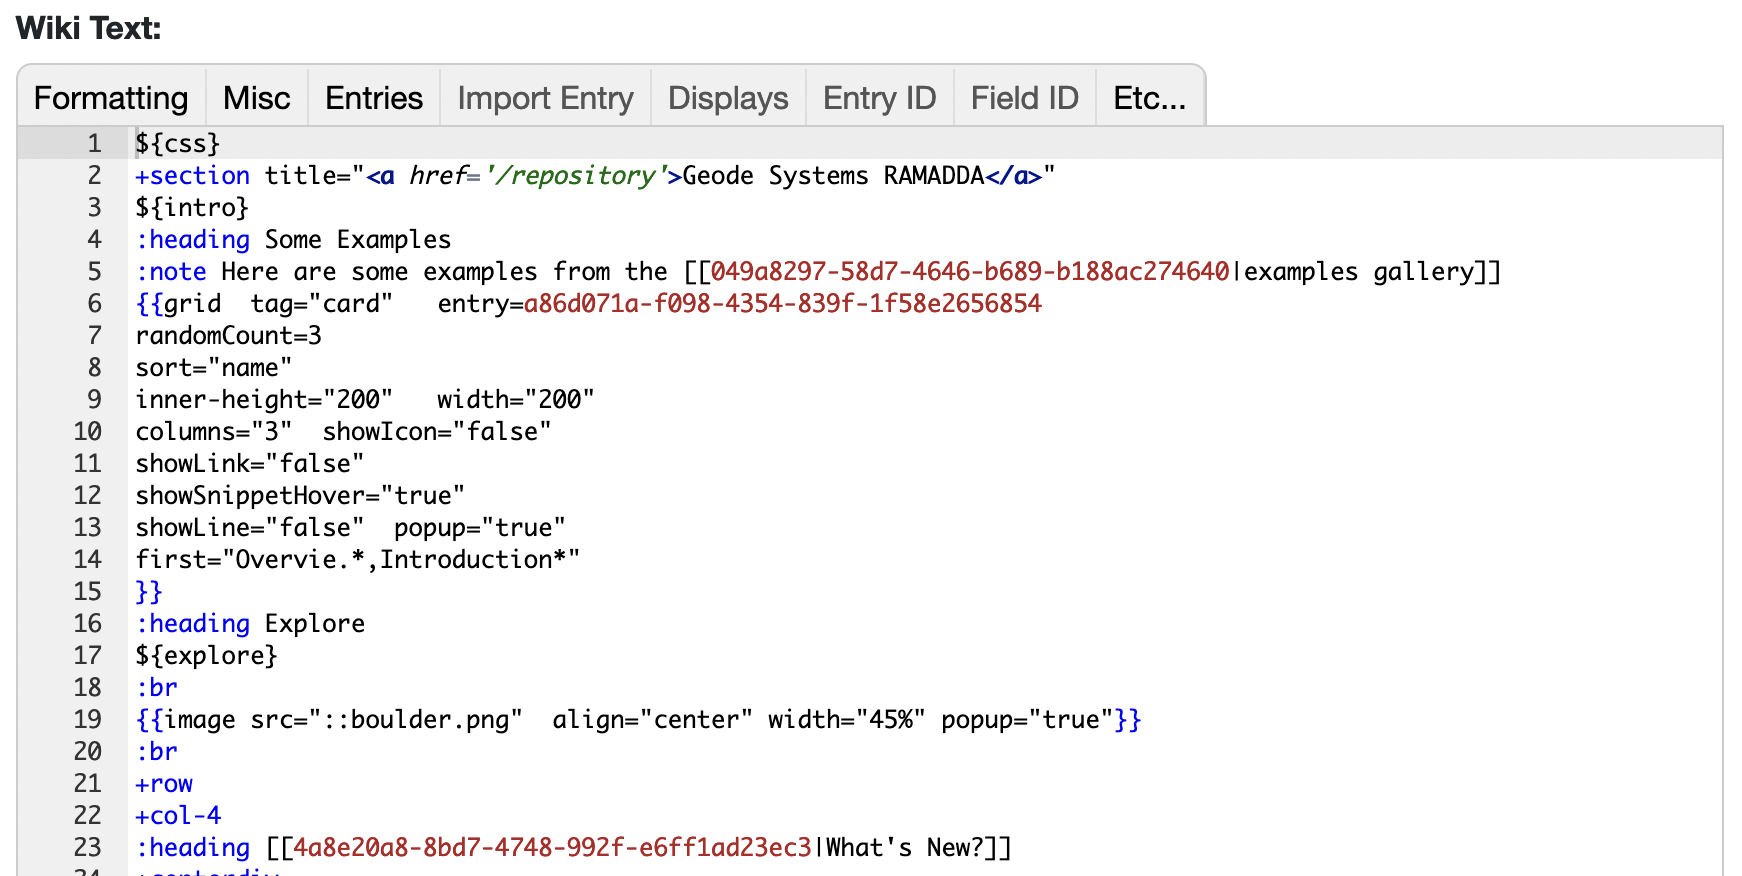 Wiki Text:
Formatting Misc Entries Import Entry Displays Entry ID Field ID Etc...
1 ${css}
2 +section title="<a href='/repository'>Geode Systems RAMADDA</a>"
3 ${intro}
4 :heading Some Examples
5 :note Here are some examples from the [[049a8297-58d7-4646-b689-b188ac274640|examples gallery]]
6 {{grid  tag="card"   entry=a86d071a-f098-4354-839f-1f58e2656854
7 randomCount=3
8 sort="name"
9 inner-height="200"   width="200"
10 columns="3"  showIcon="false"
11 showLink="false"
12 showSnippetHover="true"
13 showLine="false"  popup="true"
14 first="Overvie.*,Introduction*"
15 }}
16 :heading Explore
17 ${explore}
18 :br
19 {{image src="::boulder.png"  align="center" width="45%" popup="true"}}
20 :br
21 +row
22 +col-4
23 :heading [[4a8e20a8-8bd7-4748-992f-e6ff1ad23ec3|What's New?]]
24 +centerdiv